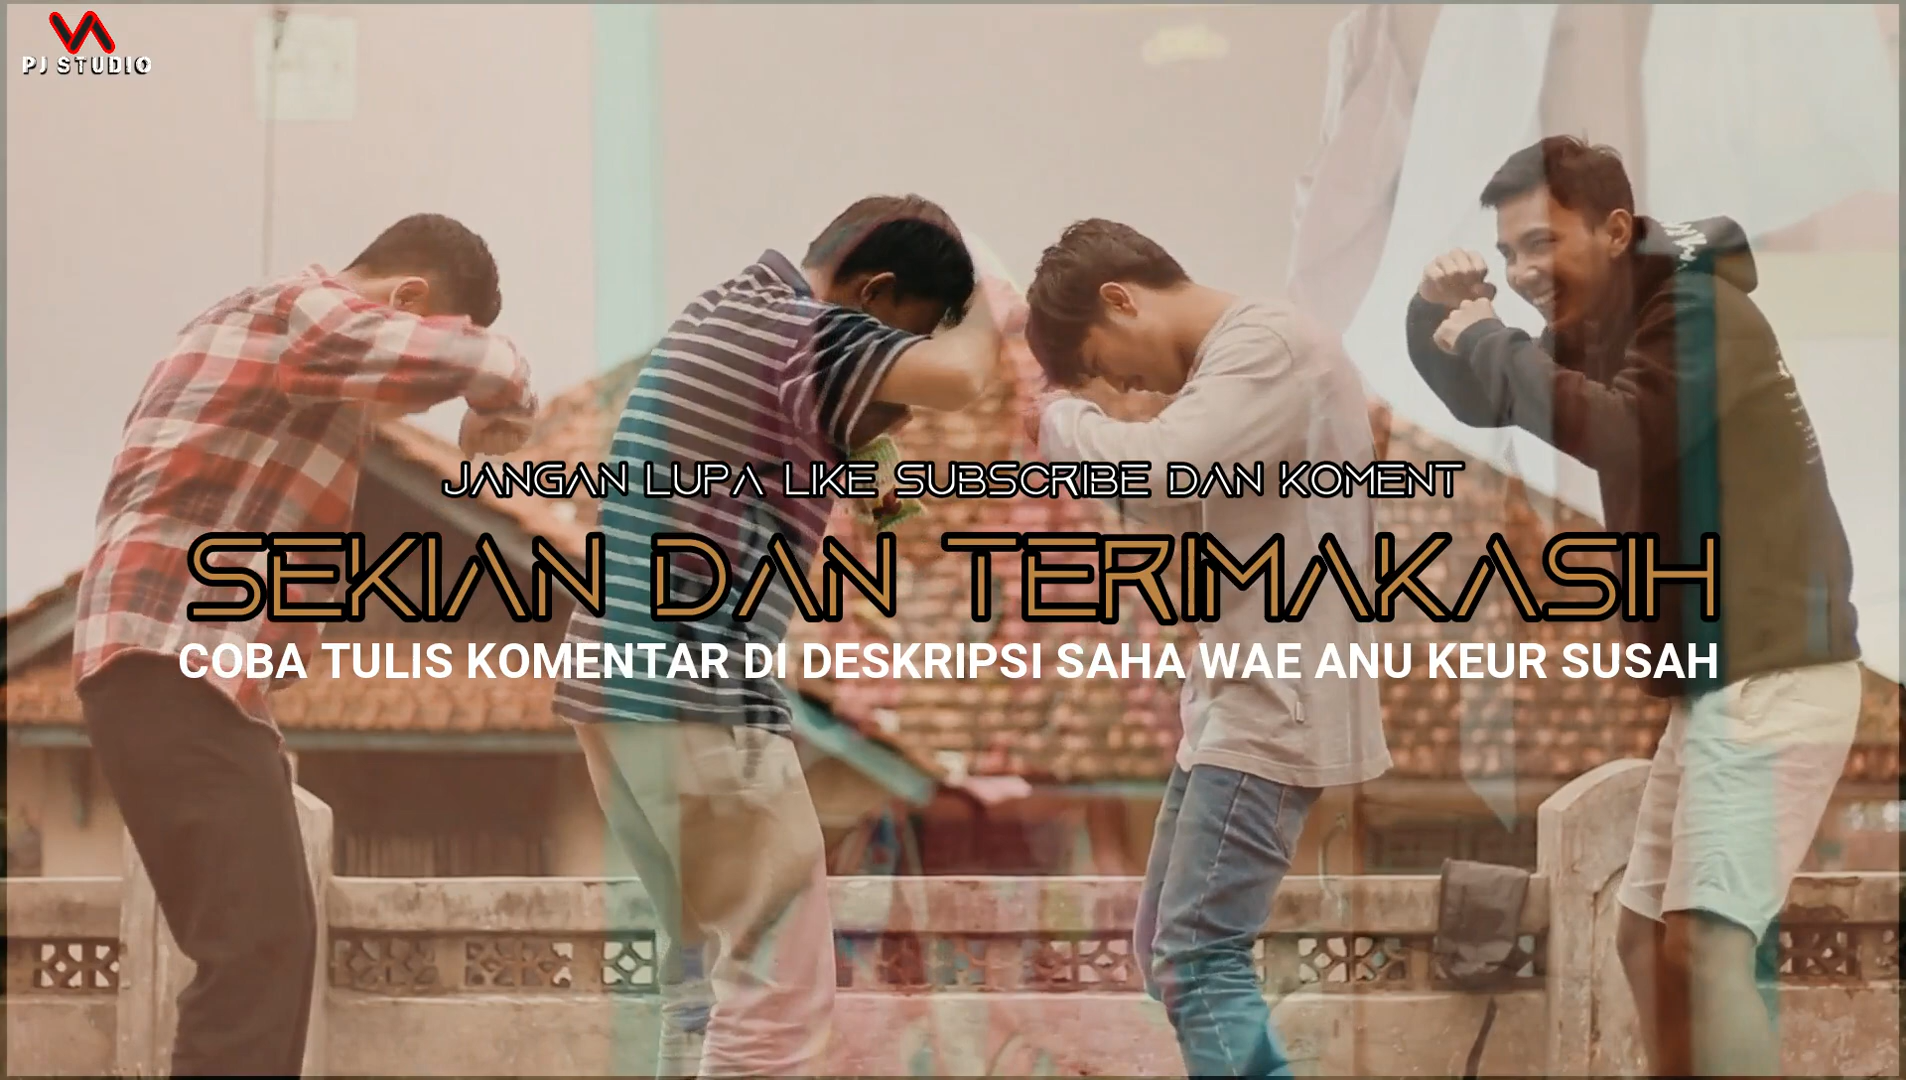 PJ STUDIO
JANGAN LUPA LIKE SUBSCRIBE DAN KOMENT
SEKIAN DAN TERIMAKASIH
COBA TULIS KOMENTAR DI DESKRIPSI SAHA WAE ANU KEUR SUSAH